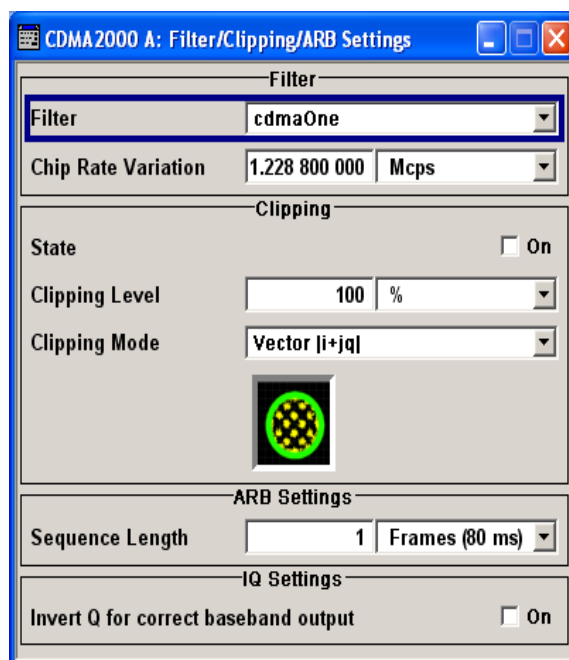 CDMA2000 A: Filter/Clipping/ARB Settings
Filter
Filter cdmaOne
Chip Rate Variation 1.228 800 000 Mcps
Clipping
State On
Clipping Level 100 %
Clipping Mode Vector |i+jq|
ARB Settings
Sequence Length 1 Frames (80 ms)
IQ Settings
Invert Q for correct baseband output On